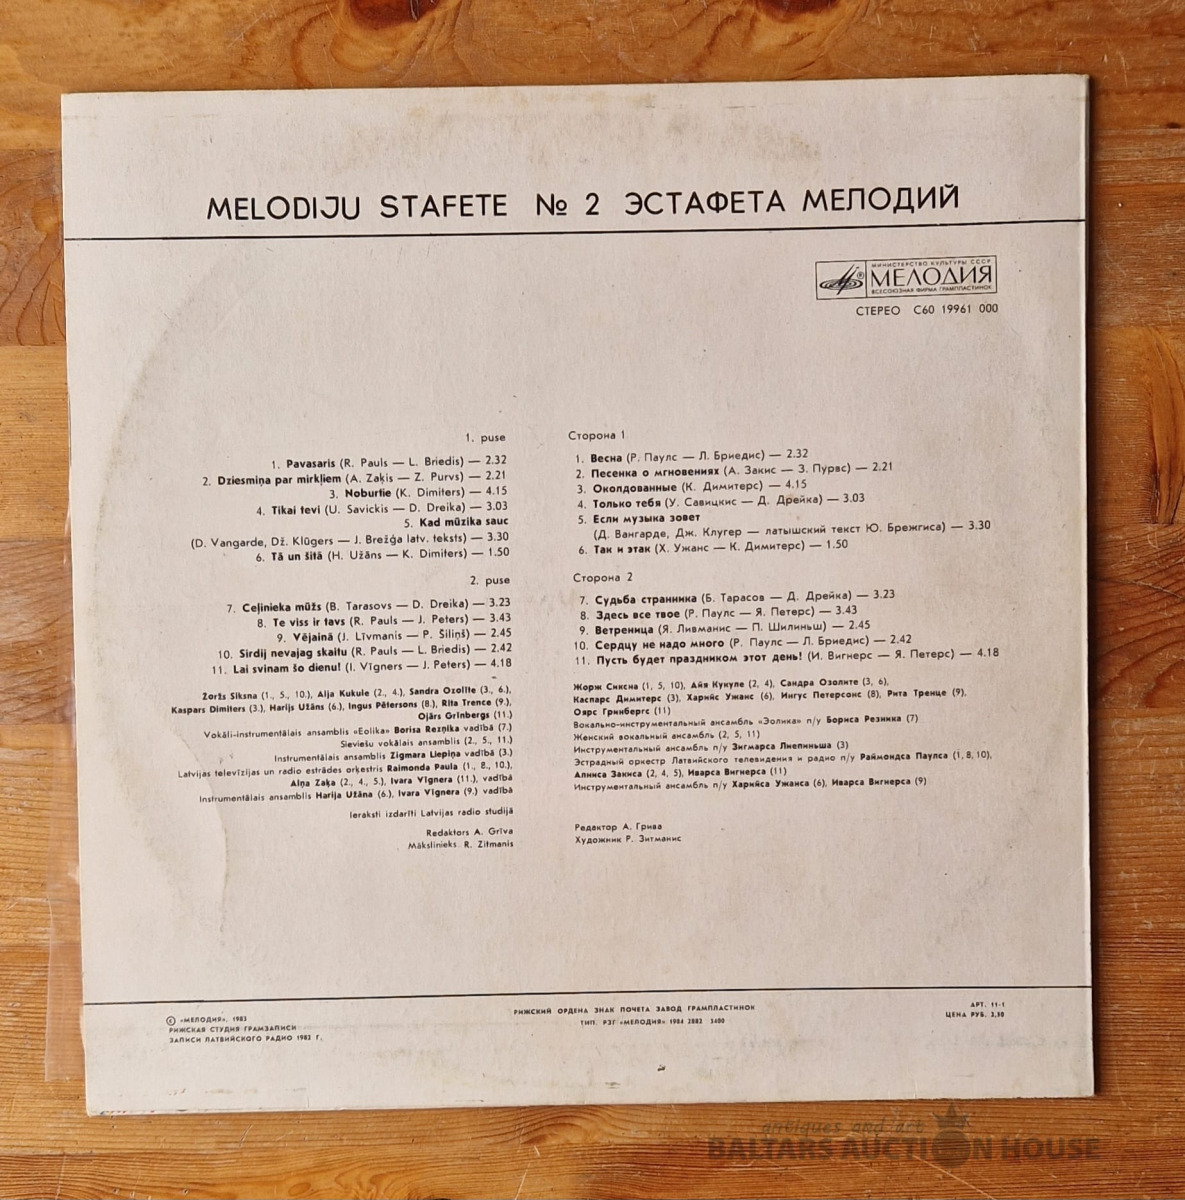 MELODIJU STAFETE № 2 ЭСТАФЕТА МЕЛОДИЙ
МИНИСТЕРСТВО КУЛЬТУРЫ СССР
МЕЛОДИЯ
ВСЕСОЮЗНАЯ ФИРМА ГРАМПЛАСТИНОК
СТЕРЕО С60 19961 000
1. puse
1. Pavasaris (R. Pauls — L. Briedis) — 2.32
2. Dziesmiņa par mirkļiem (A. Zaķis — Z. Purvs) — 2.21
3. Noburtie (K. Dimiters) — 4.15
4. Tikai tevi (U. Savickis — D. Dreika) — 3.03
5. Kad mūzika sauc
(D. Vangarde, Dž. Klūgers — J. Brežģa latv. teksts) — 3.30
6. Tā un šitā (H. Užāns — K. Dimiters) — 1.50
2. puse
7. Ceļinieka mūžs (B. Tarasovs — D. Dreika) — 3.23
8. Te viss ir tavs (R. Pauls — J. Peters) — 3.43
9. Vējainā (J. Līvmanis — P. Šiliņš) — 2.45
10. Sirdij nevajag skaitu (R. Pauls — L. Briedis) — 2.42
11. Lai svinam šo dienu! (I. Vīgners — J. Peters) — 4.18
Žoržs Siksna (1., 5., 10.), Aija Kukule (2., 4.), Sandra Ozolīte (3., 6.),
Kaspars Dimiters (3.), Harijs Užāns (6.), Ingus Pētersons (8.), Rita Trence (9.),
Ojārs Grinbergs (11.)
Vokāli-instrumentālais ansamblis «Eolika» Borisa Rezņika vadībā (7.)
Sieviešu vokālais ansamblis (2., 5., 11.)
Instrumentālais ansamblis Zigmara Liepiņa vadībā (3.)
Latvijas televīzijas un radio estrādes orķestris Raimonda Paula (1., 8., 10.),
Alņa Zaķa (2., 4., 5.), Ivara Vīgnera (11.), vadībā
Instrumentālais ansamblis Harija Užāna (6.), Ivara Vīgnera (9.) vadībā
Ieraksti izdarīti Latvijas radio studijā
Redaktors A. Grīva
Mākslinieks R. Zitmanis
Сторона 1
1. Весна (Р. Паулс — Л. Бриедис) — 2.32
2. Песенка о мгновениях (А. Закис — З. Пурвс) — 2.21
3. Околдованные (К. Димитерс) — 4.15
4. Только тебя (У. Савицкис — Д. Дрейка) — 3.03
5. Если музыка зовет
(Д. Вангарде, Дж. Клугер — латышский текст Ю. Брежгиса) — 3.30
6. Так и этак (Х. Ужанс — К. Димитерс) — 1.50
Сторона 2
7. Судьба странника (Б. Тарасов — Д. Дрейка) — 3.23
8. Здесь все твое (Р. Паулс — Я. Петерс) — 3.43
9. Ветреница (Я. Ливманис — П. Шилиньш) — 2.45
10. Сердцу не надо много (Р. Паулс — Л. Бриедис) — 2.42
11. Пусть будет праздником этот день! (И. Вигнерс — Я. Петерс) — 4.18
Жорж Сиксна (1, 5, 10), Айя Кукуле (2, 4), Сандра Озолите (3, 6),
Каспарс Димитерс (3), Харийс Ужанс (6), Ингус Петерсонс (8), Рита Тренце (9),
Оярс Гринбергс (11)
Вокально-инструментальный ансамбль «Эолика» п/у Бориса Резника (7)
Женский вокальный ансамбль (2, 5, 11)
Инструментальный ансамбль п/у Зигмарса Лиепиньша (3)
Эстрадный оркестр Латвийского телевидения и радио п/у Раймондса Паулса (1, 8, 10),
Алниса Закиса (2, 4, 5), Иварса Вигнерса (11)
Инструментальный ансамбль п/у Харийса Ужанса (6), Иварса Вигнерса (9)
Редактор А. Грива
Художник Р. Зитманис
© «МЕЛОДИЯ», 1983
РИЖСКАЯ СТУДИЯ ГРАМЗАПИСИ
ЗАПИСИ ЛАТВИЙСКОГО РАДИО 1982 Г.
РИЖСКИЙ ОРДЕНА ЗНАК ПОЧЕТА ЗАВОД ГРАМПЛАСТИНОК
ТИП. РЗГ «МЕЛОДИЯ» 1984 2882 3400
АРТ. 11-1
ЦЕНА РУБ. 2,50
antiques and art
BALTARS AUCTION HOUSE